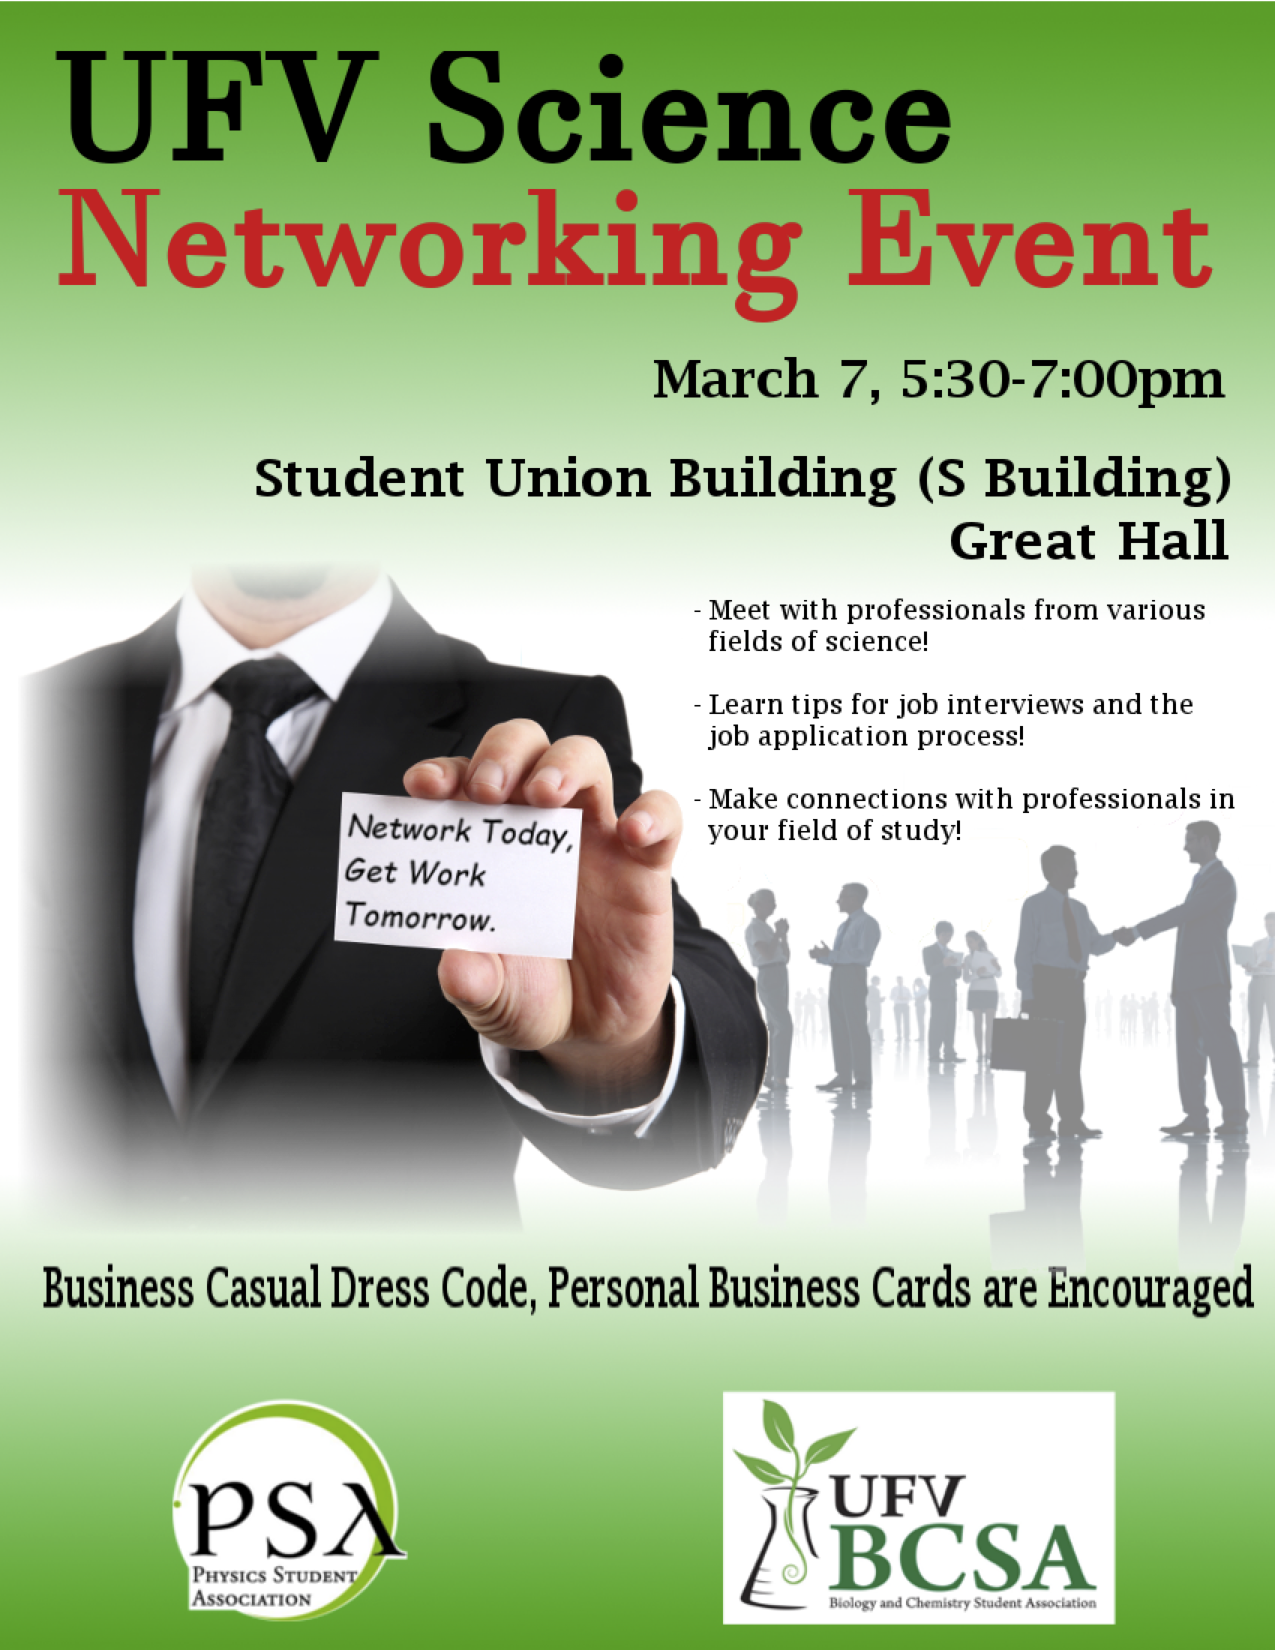 UFV Science
Networking Event
March 7, 5:30-7:00pm
Student Union Building (S Building)
Great Hall
- Meet with professionals from various
fields of science!
- Learn tips for job interviews and the
job application process!
- Make connections with professionals in
your field of study!
Network Today,
Get Work
Tomorrow.
Business Casual Dress Code, Personal Business Cards are Encouraged
PSA
Physics Student
Association
UFV
BCSA
Biology and Chemistry Student Association